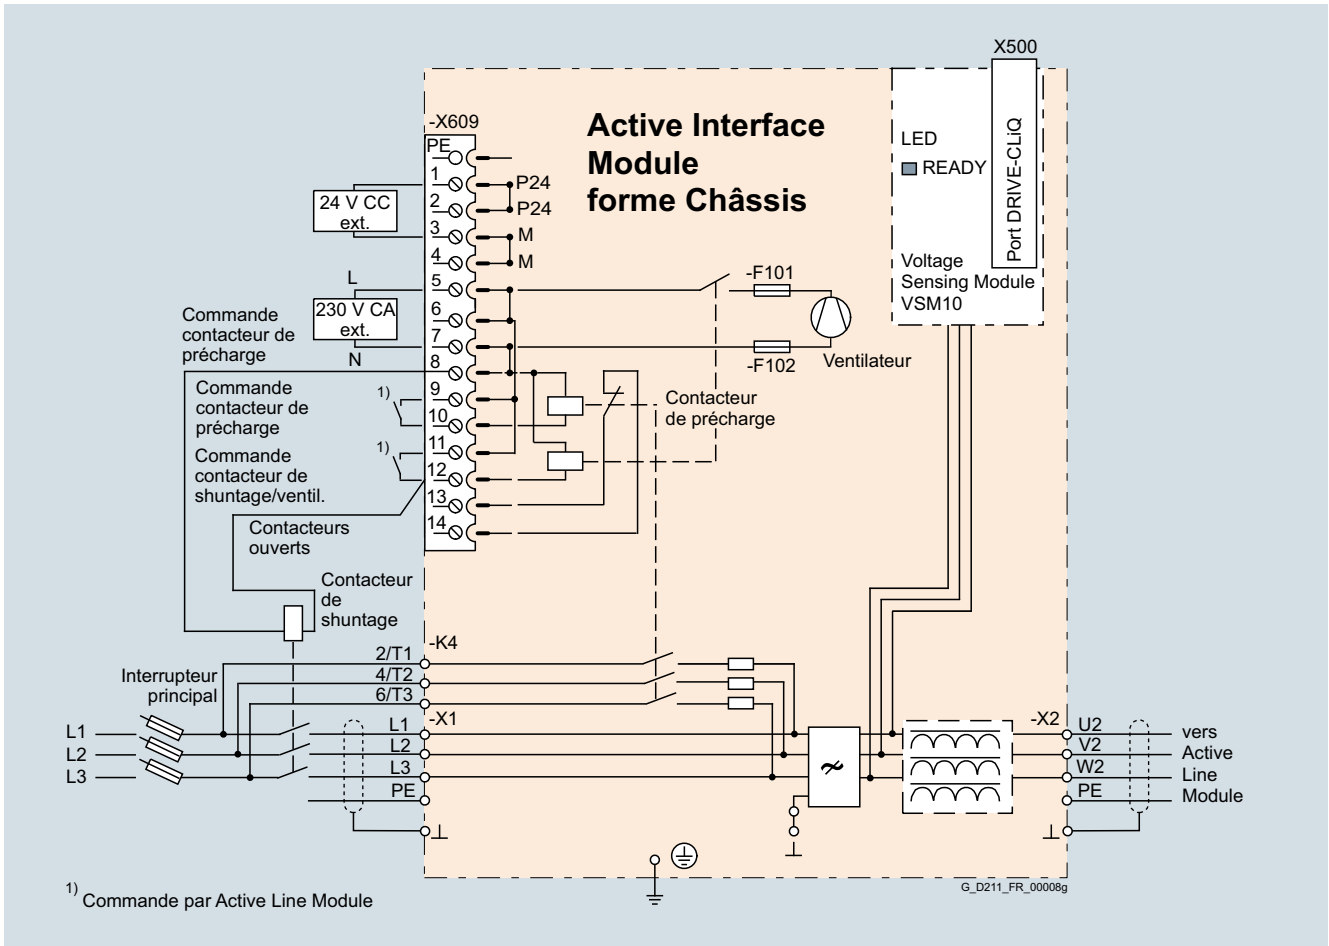 X500
Active Interface
Module
forme Châssis
-X609
PE
1
2
3
4
5
6
7
8
9
10
11
12
13
14
P24
P24
M
M
24 V CC
ext.
L
230 V CA
ext.
N
LED
READY
Port DRIVE-CLiQ
Voltage
Sensing Module
VSM10
-F101
-F102
Ventilateur
Commande
contacteur de
précharge
1)
Commande
contacteur de
précharge
1)
Commande
contacteur de
shuntage/ventil.
Contacteur
de précharge
Contacteurs
ouverts
Contacteur
de
shuntage
-K4
2/T1
4/T2
6/T3
Interrupteur
principal
-X1
L1
L2
L3
L1
L2
L3
PE
-X2
U2
V2
W2
PE
vers
Active
Line
Module
G_D211_FR_00008g
1) Commande par Active Line Module